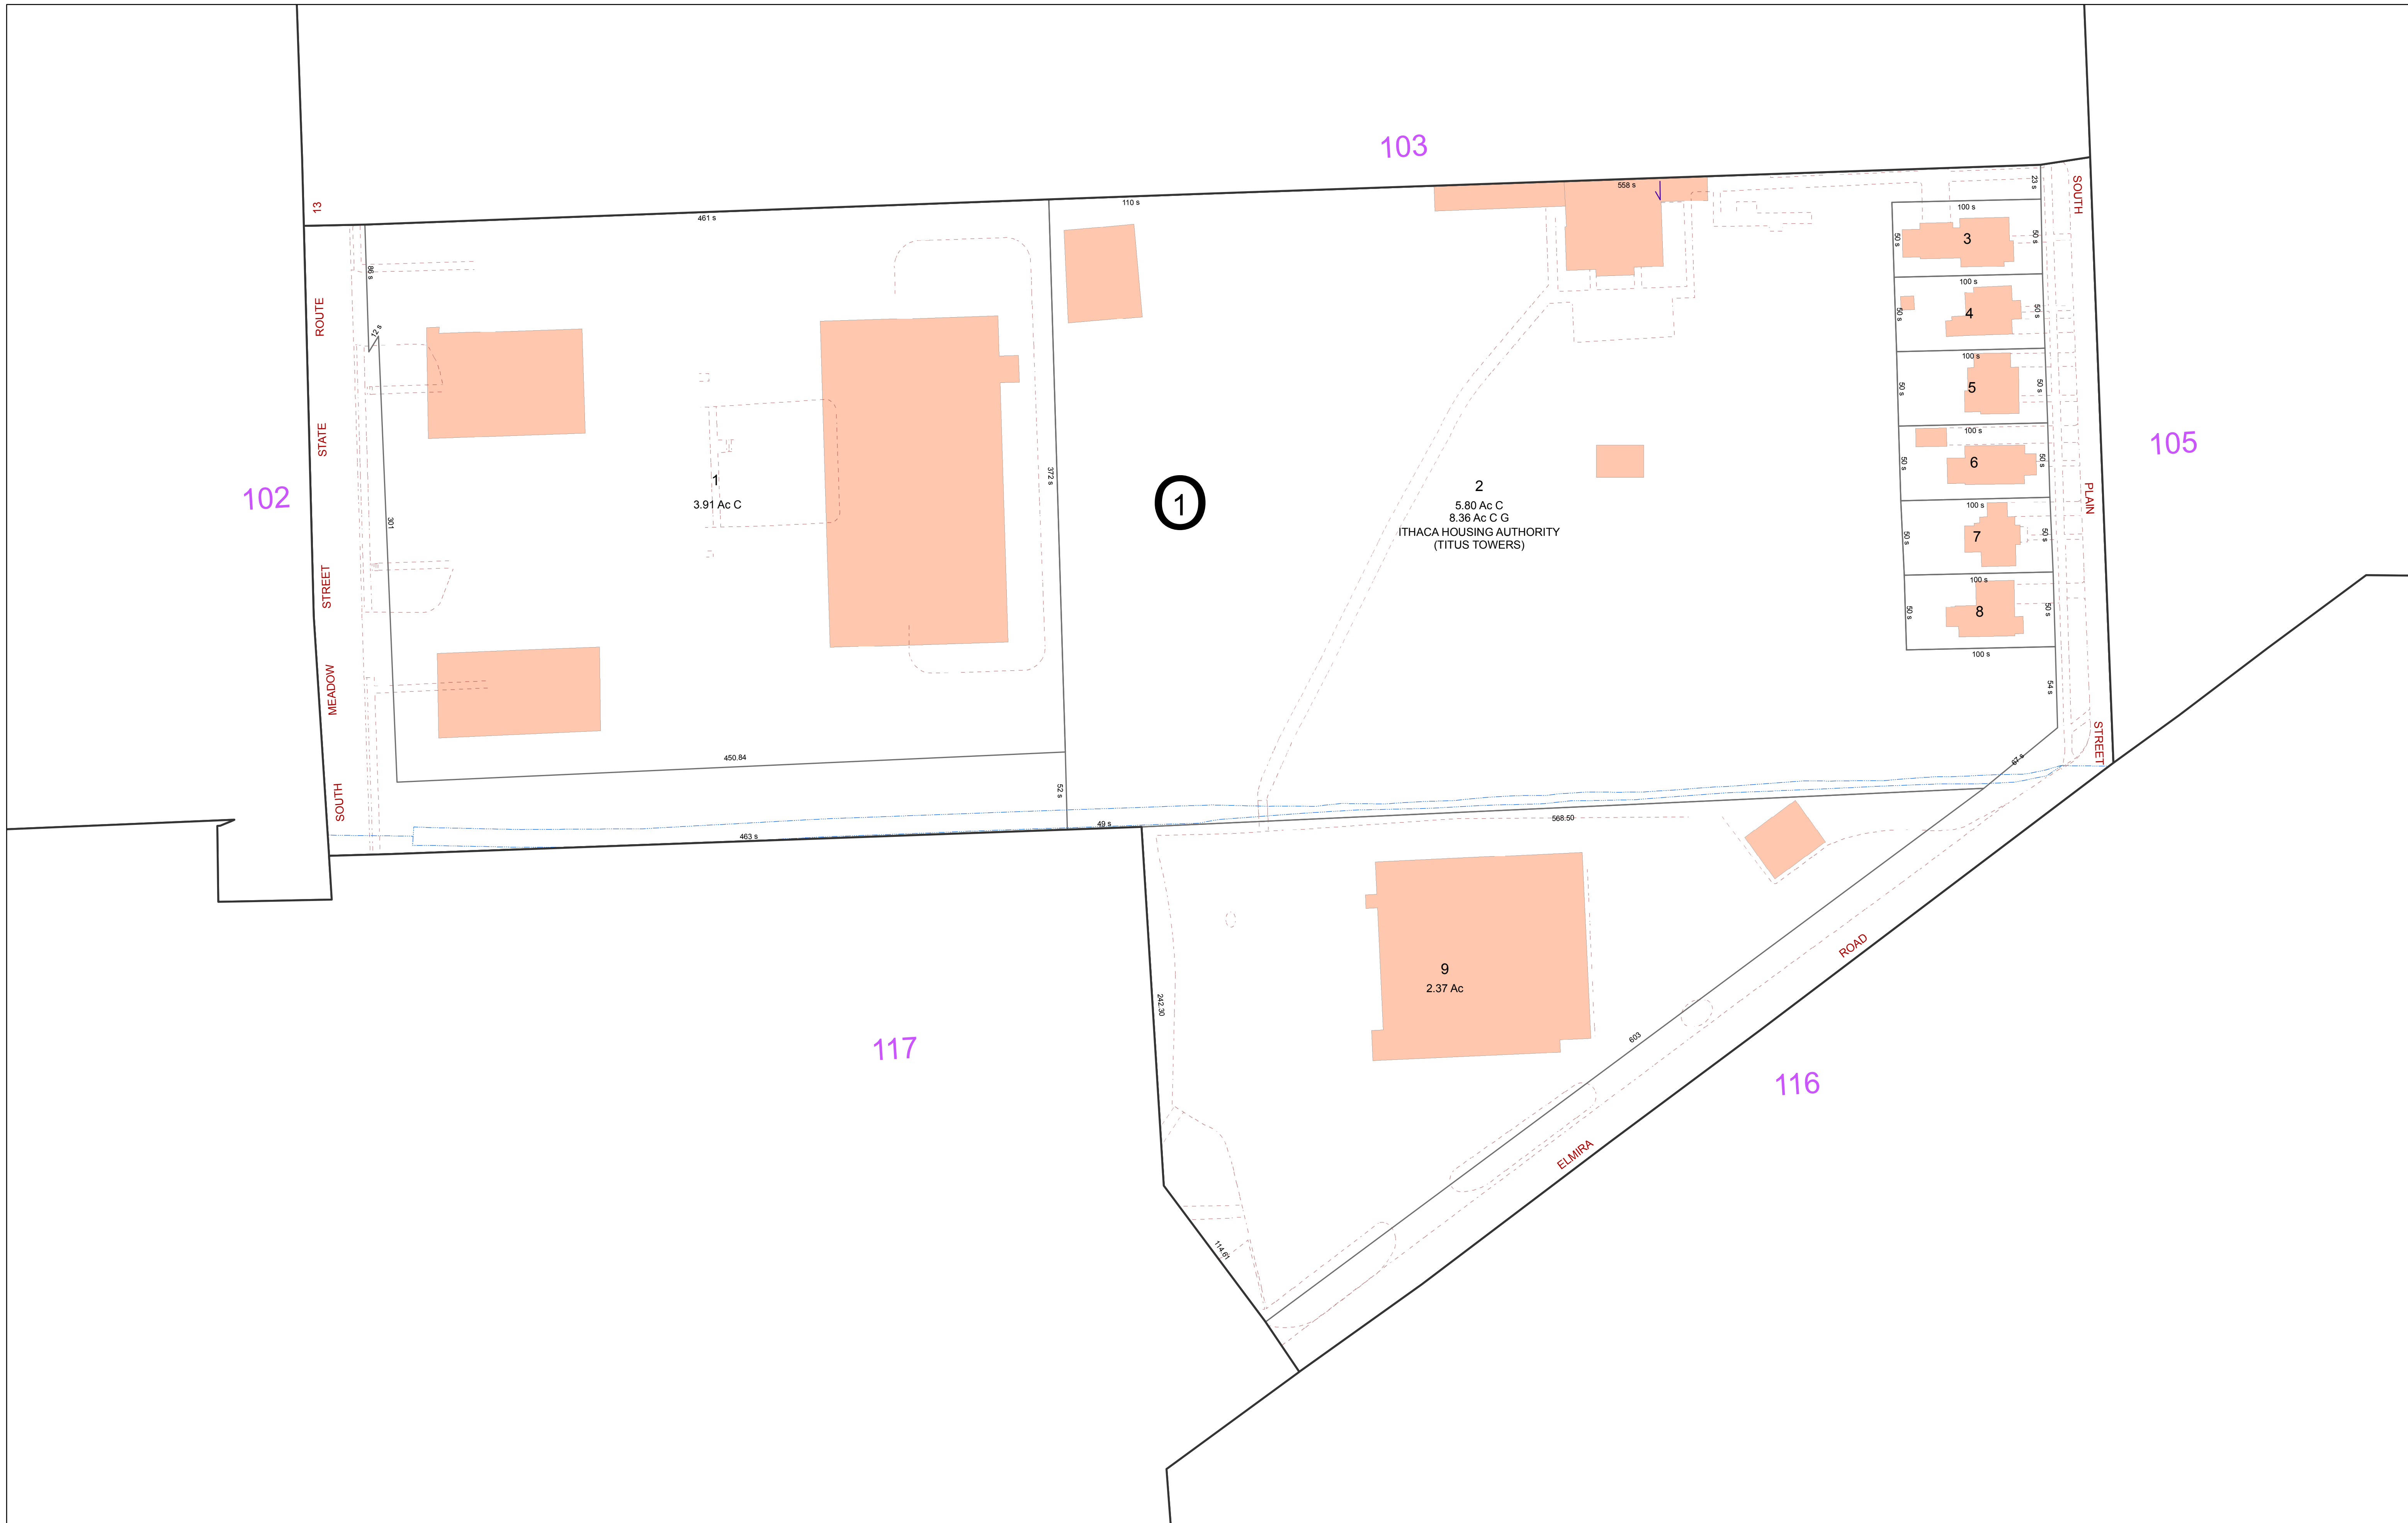 103
13
ROUTE
STATE
STREET
MEADOW
SOUTH
102
461 s
110 s
558 s
86 s
12 s
301
372 s
1
3.91 Ac C
450.84
52 s
463 s
49 s
1
2
5.80 Ac C
8.36 Ac C G
ITHACA HOUSING AUTHORITY
(TITUS TOWERS)
23 s
100 s
50 s
3
50 s
100 s
50 s
4
50 s
100 s
50 s
5
50 s
100 s
50 s
6
50 s
100 s
50 s
7
50 s
100 s
50 s
8
50 s
100 s
54 s
67 s
SOUTH
PLAIN
STREET
105
568.50
242.30
9
2.37 Ac
603
114.61
ROAD
ELMIRA
117
116